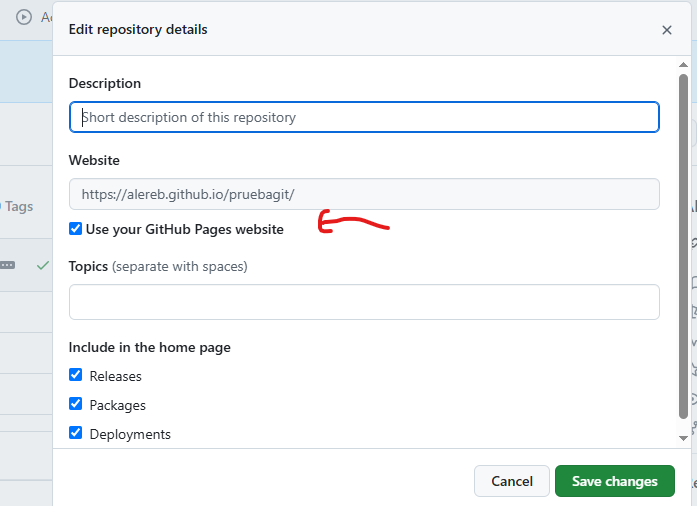 Edit repository details
Description
Short description of this repository
Website
https://alereb.github.io/pruebagit/
Tags
Use your GitHub Pages website
Topics (separate with spaces)
Include in the home page
Releases
Packages
Deployments
Cancel
Save changes